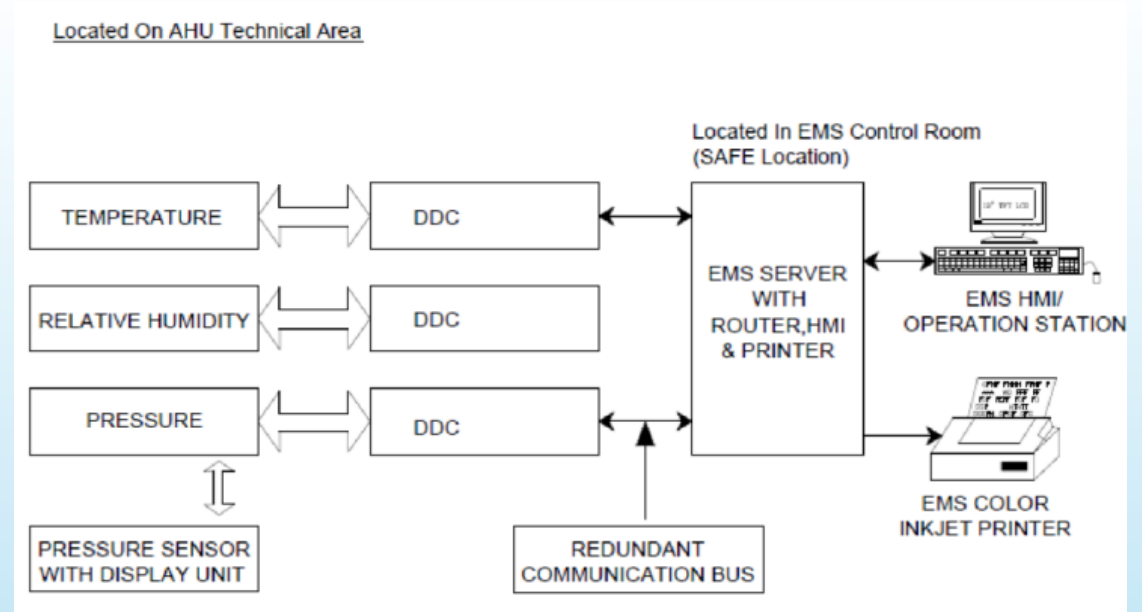 Located On AHU Technical Area
Located In EMS Control Room
(SAFE Location)
TEMPERATURE
DDC
RELATIVE HUMIDITY
DDC
PRESSURE
DDC
EMS SERVER
WITH
ROUTER,HMI
& PRINTER
EMS HMI/
OPERATION STATION
EMS COLOR
INKJET PRINTER
PRESSURE SENSOR
WITH DISPLAY UNIT
REDUNDANT
COMMUNICATION BUS